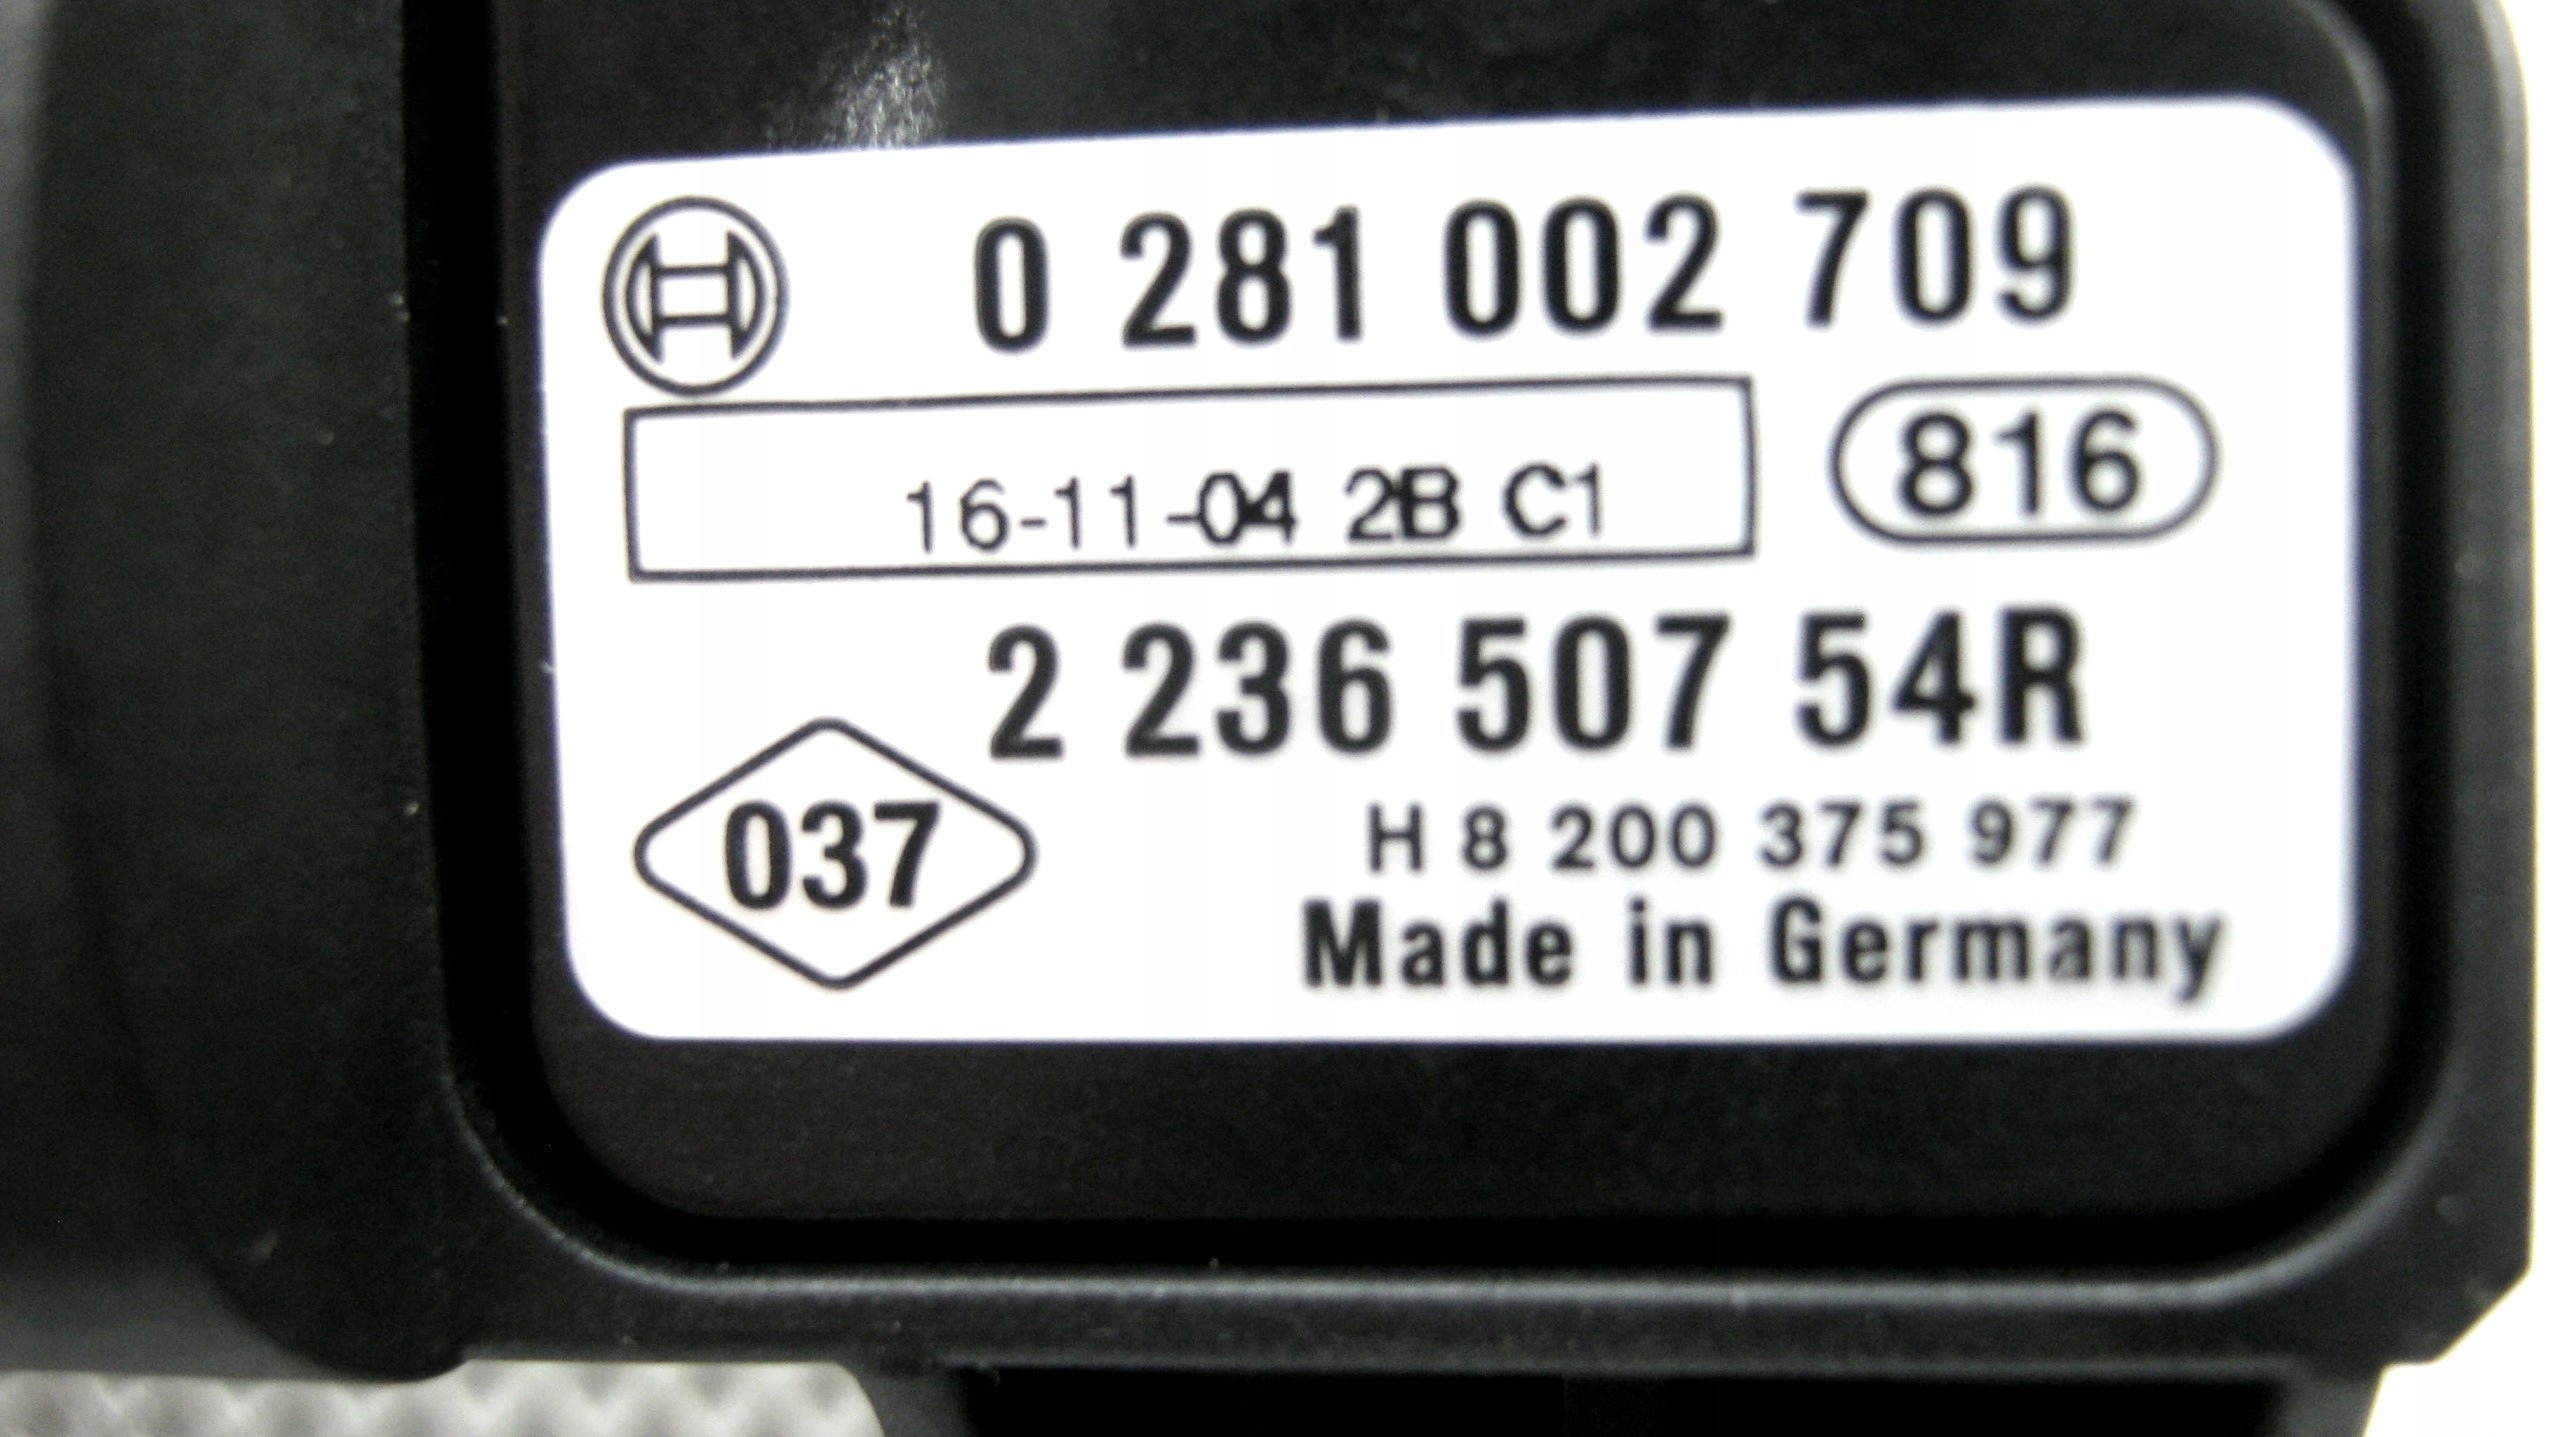 0 281 002 709
16-11-04 2B C1
816
2 236 507 54R
037
H 8 200 375 977
Made in Germany